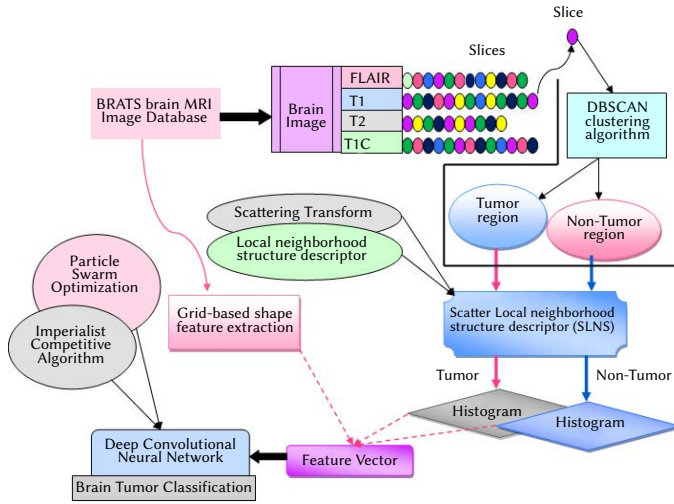 Slice
Slices
BRATS brain MRI
Image Database
Brain
Image
FLAIR
T1
T2
T1C
DBSCAN
clustering
algorithm
Tumor
region
Non-Tumor
region
Scattering Transform
Local neighborhood
structure descriptor
Particle
Swarm
Optimization
Imperialist
Competitive
Algorithm
Grid-based shape
feature extraction
Scatter Local neighborhood
structure descriptor (SLNS)
Tumor
Non-Tumor
Histogram
Histogram
Deep Convolutional
Neural Network
Feature Vector
Brain Tumor Classification